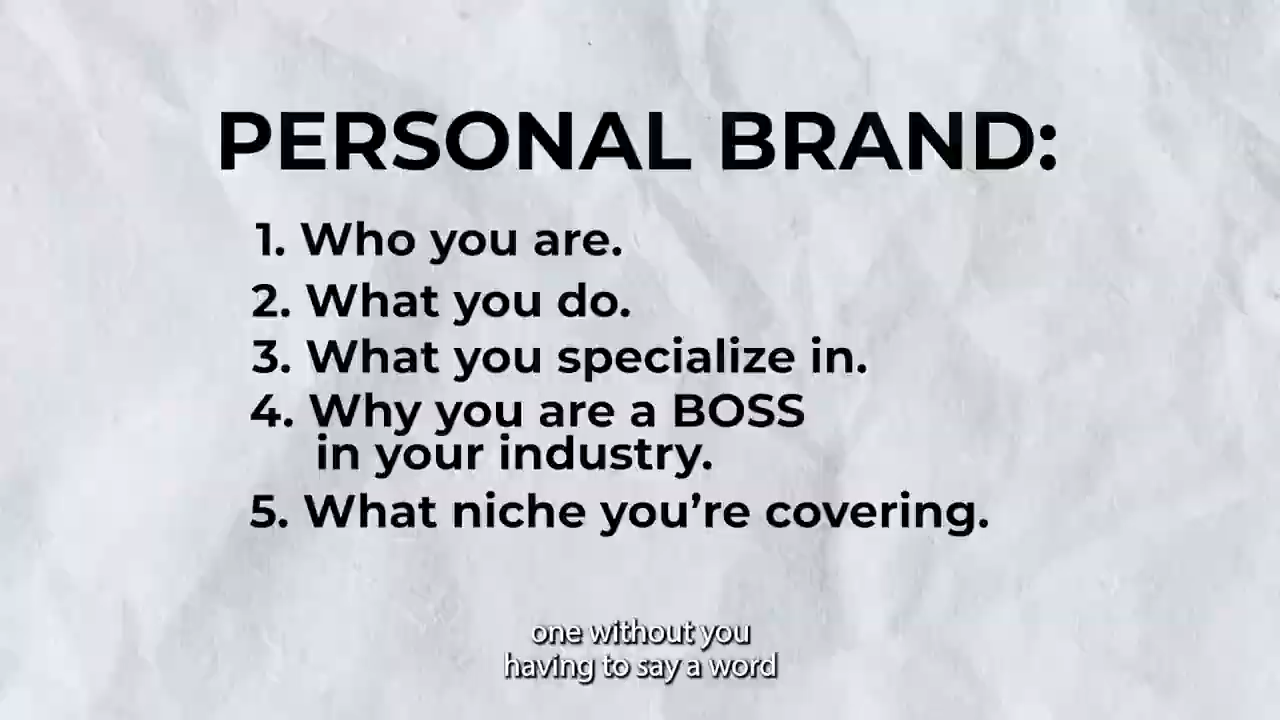 PERSONAL BRAND:
1. Who you are.
2. What you do.
3. What you specialize in.
4. Why you are a BOSS
in your industry.
5. What niche you’re covering.
one without you
having to say a word